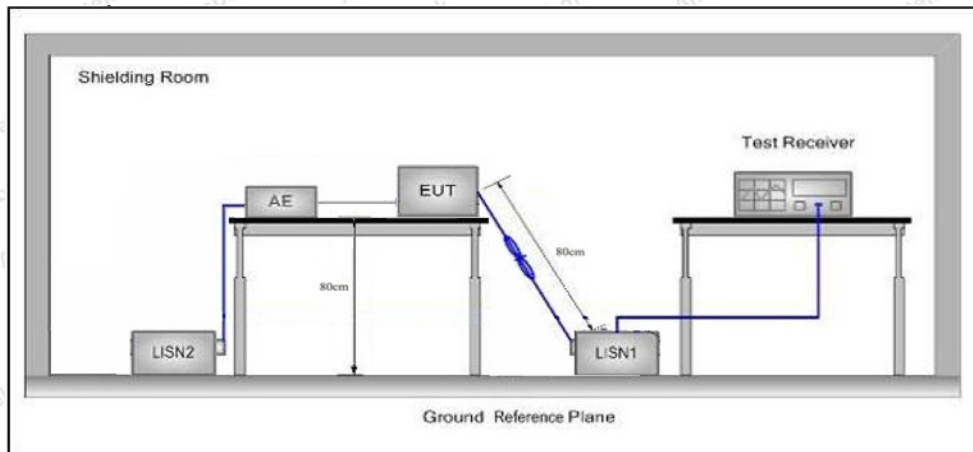 Shielding Room
Test Receiver
AE
EUT
80cm
80cm
LISN2
LISN1
Ground Reference Plane